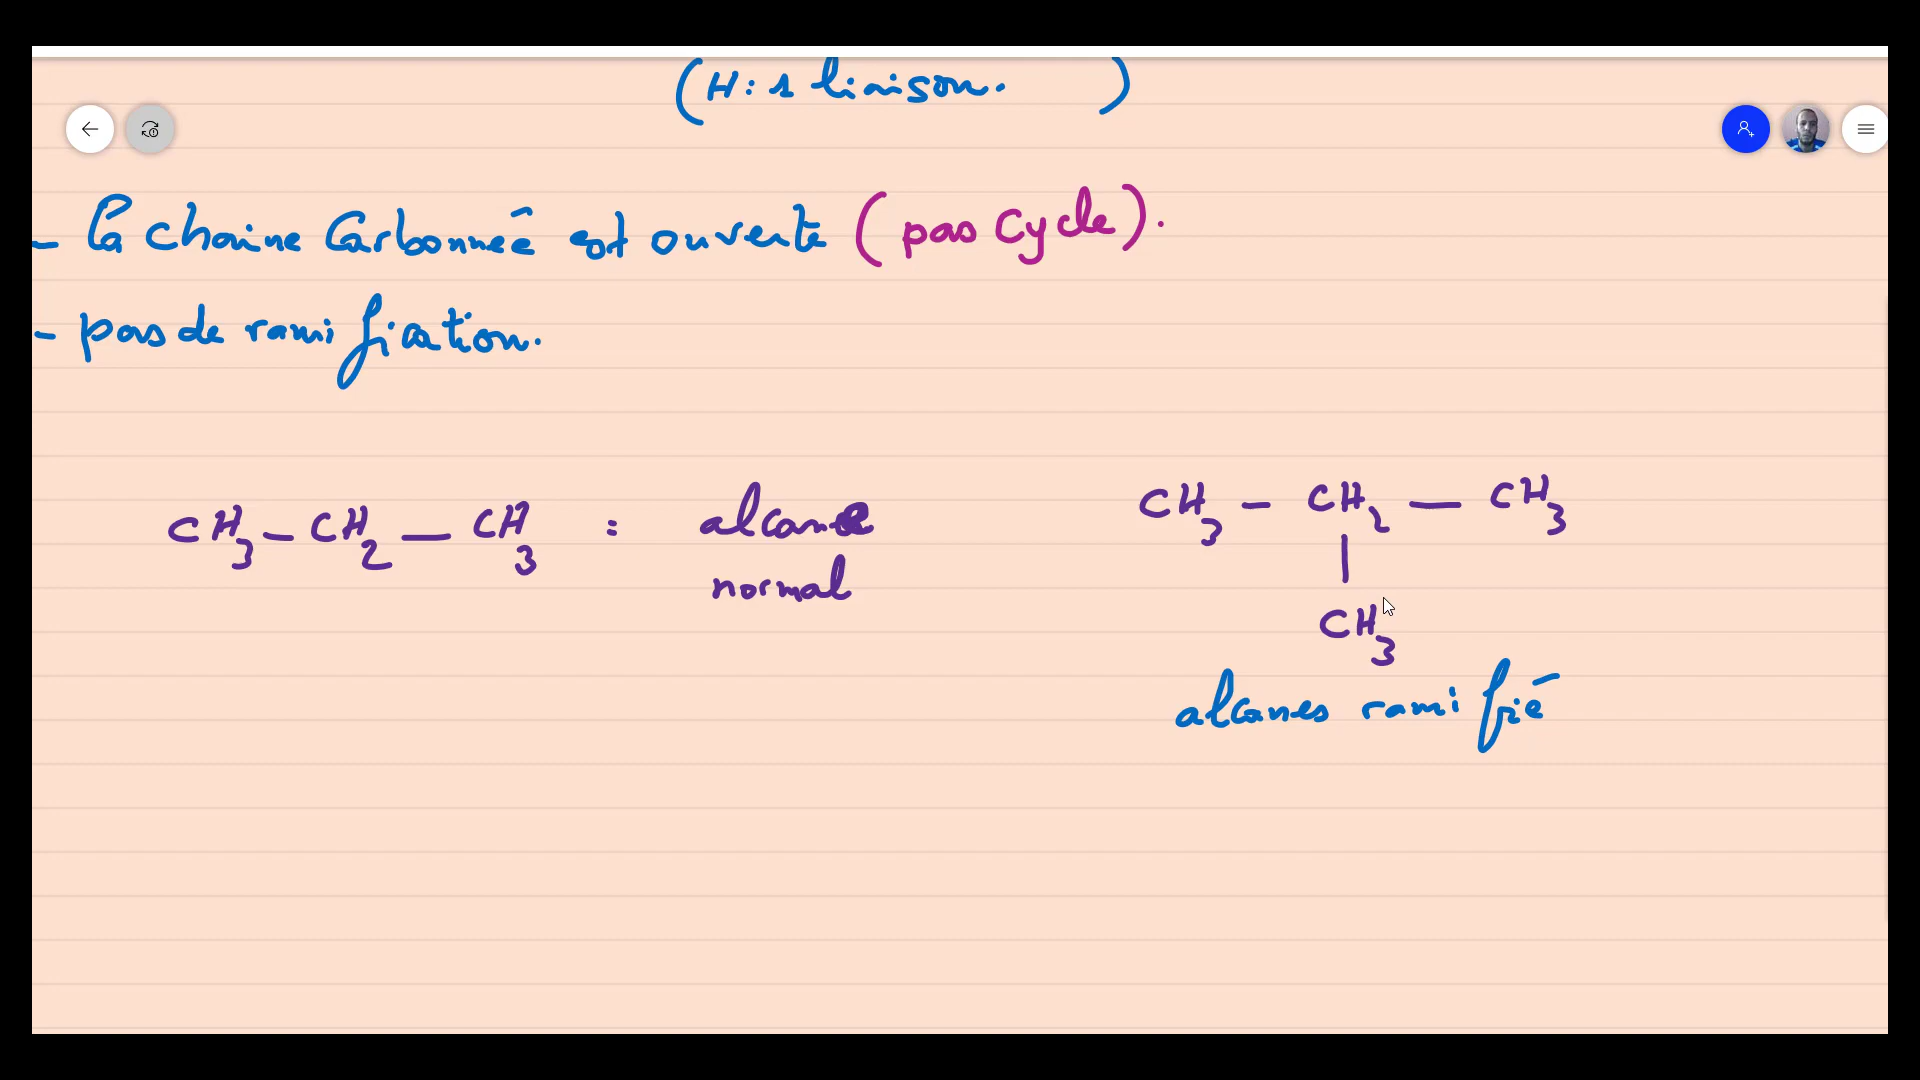 (H: 1 liaison. )
- la chaine Carbonnée est ouverte (pas Cycle).
- pas de ramification.
CH3 - CH2 - CH3 : alcane
normal
CH3 - CH2 - CH3
|
CH3
alcanes ramifié